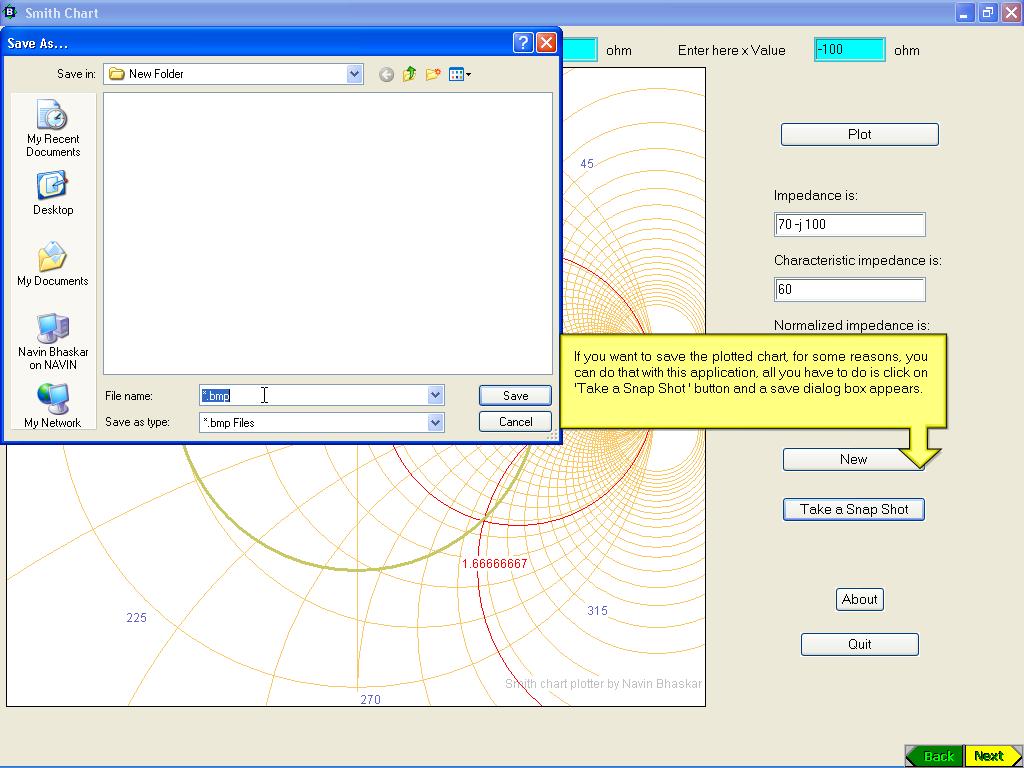 Smith Chart
Save As...
ohm
Enter here x Value
-100
ohm
Save in:
New Folder
My Recent
Documents
Desktop
My Documents
Navin Bhaskar
on NAVIN
My Network
File name:
*.bmp
Save
Save as type:
*.bmp Files
Cancel
45
Plot
Impedance is:
70 -j 100
Characteristic impedance is:
60
Normalized impedance is:
If you want to save the plotted chart, for some reasons, you
can do that with this application, all you have to do is click on
'Take a Snap Shot ' button and a save dialog box appears.
New
Take a Snap Shot
1.66666667
225
315
270
Smith chart plotter by Navin Bhaskar
About
Quit
Back
Next